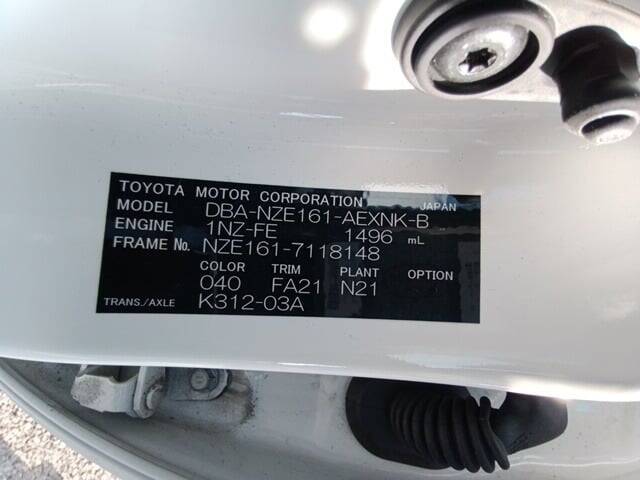 TOYOTA MOTOR CORPORATION JAPAN
MODEL DBA-NZE161-AEXNK-B
ENGINE 1NZ-FE 1496 mL
FRAME No. NZE161-7118148
COLOR TRIM PLANT OPTION
040 FA21 N21
TRANS./AXLE K312-03A